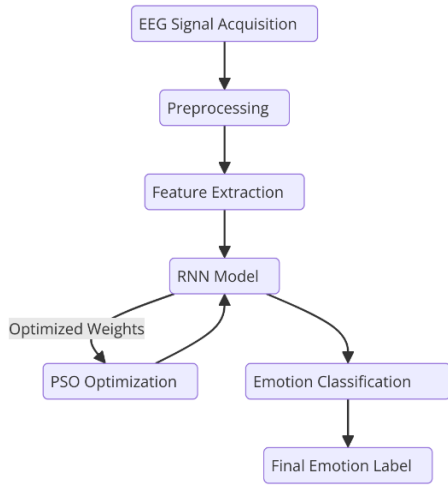 EEG Signal Acquisition
Preprocessing
Feature Extraction
RNN Model
Optimized Weights
PSO Optimization
Emotion Classification
Final Emotion Label